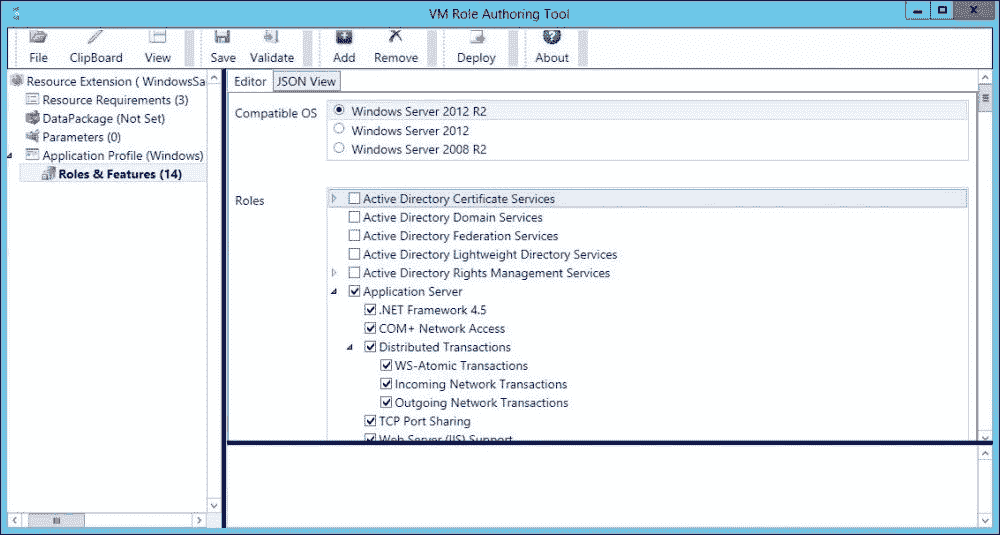 VM Role Authoring Tool
File ClipBoard View Save Validate Add Remove Deploy About
Resource Extension ( WindowsSa
Resource Requirements (3)
DataPackage (Not Set)
Parameters (0)
Application Profile (Windows)
Roles & Features (14)
Editor JSON View
Compatible OS
Windows Server 2012 R2
Windows Server 2012
Windows Server 2008 R2
Roles
Active Directory Certificate Services
Active Directory Domain Services
Active Directory Federation Services
Active Directory Lightweight Directory Services
Active Directory Rights Management Services
Application Server
.NET Framework 4.5
COM+ Network Access
Distributed Transactions
WS-Atomic Transactions
Incoming Network Transactions
Outgoing Network Transactions
TCP Port Sharing
Web Server (IIS) Support